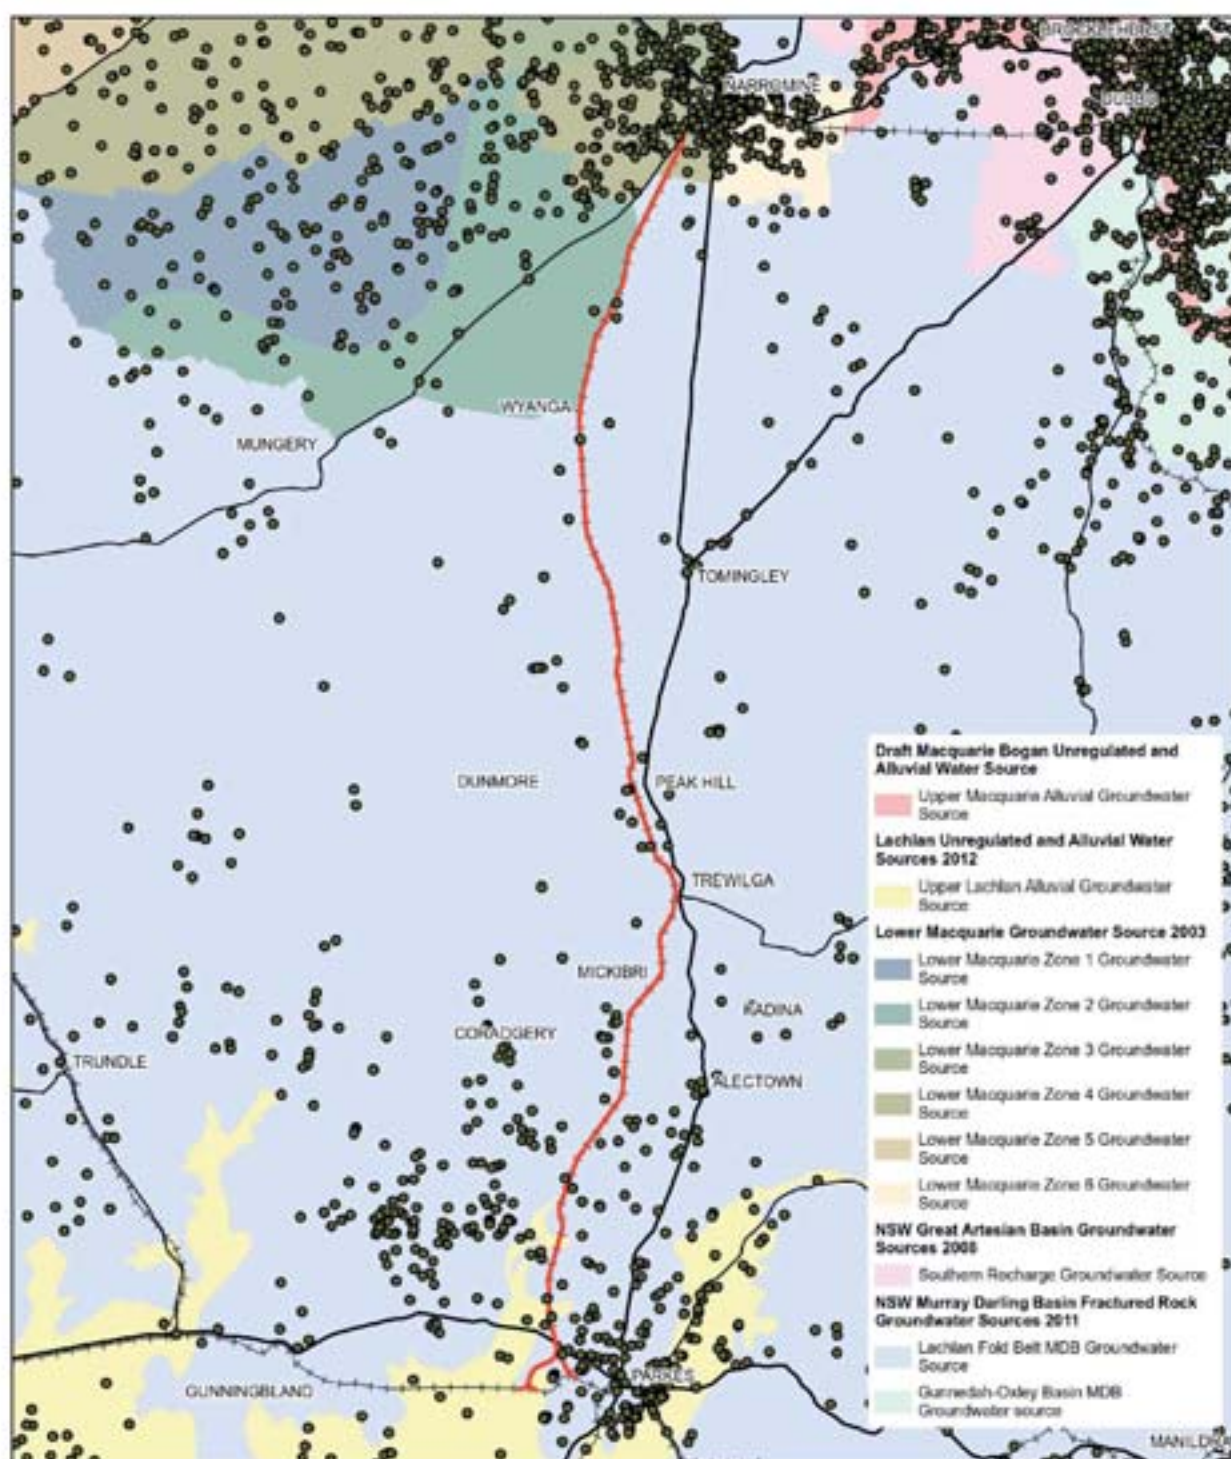 BROCKLEHURST
NARROMINE
DUBBO
WYANGA
MUNGERY
TOMINGLEY
DUNMORE
PEAK HILL
TREWILGA
MICKIBRI
KADINA
CORADGERY
TRUNDLE
ALECTOWN
GUNNINGBLAND
PARKES
MANILDRA
Draft Macquarie Bogan Unregulated and
Alluvial Water Source
Upper Macquarie Alluvial Groundwater
Source
Lachlan Unregulated and Alluvial Water
Sources 2012
Upper Lachlan Alluvial Groundwater
Source
Lower Macquarie Groundwater Source 2003
Lower Macquarie Zone 1 Groundwater
Source
Lower Macquarie Zone 2 Groundwater
Source
Lower Macquarie Zone 3 Groundwater
Source
Lower Macquarie Zone 4 Groundwater
Source
Lower Macquarie Zone 5 Groundwater
Source
Lower Macquarie Zone 6 Groundwater
Source
NSW Great Artesian Basin Groundwater
Sources 2008
Southern Recharge Groundwater Source
NSW Murray Darling Basin Fractured Rock
Groundwater Sources 2011
Lachlan Fold Belt MDB Groundwater
Source
Gunnedah-Oxley Basin MDB
Groundwater source